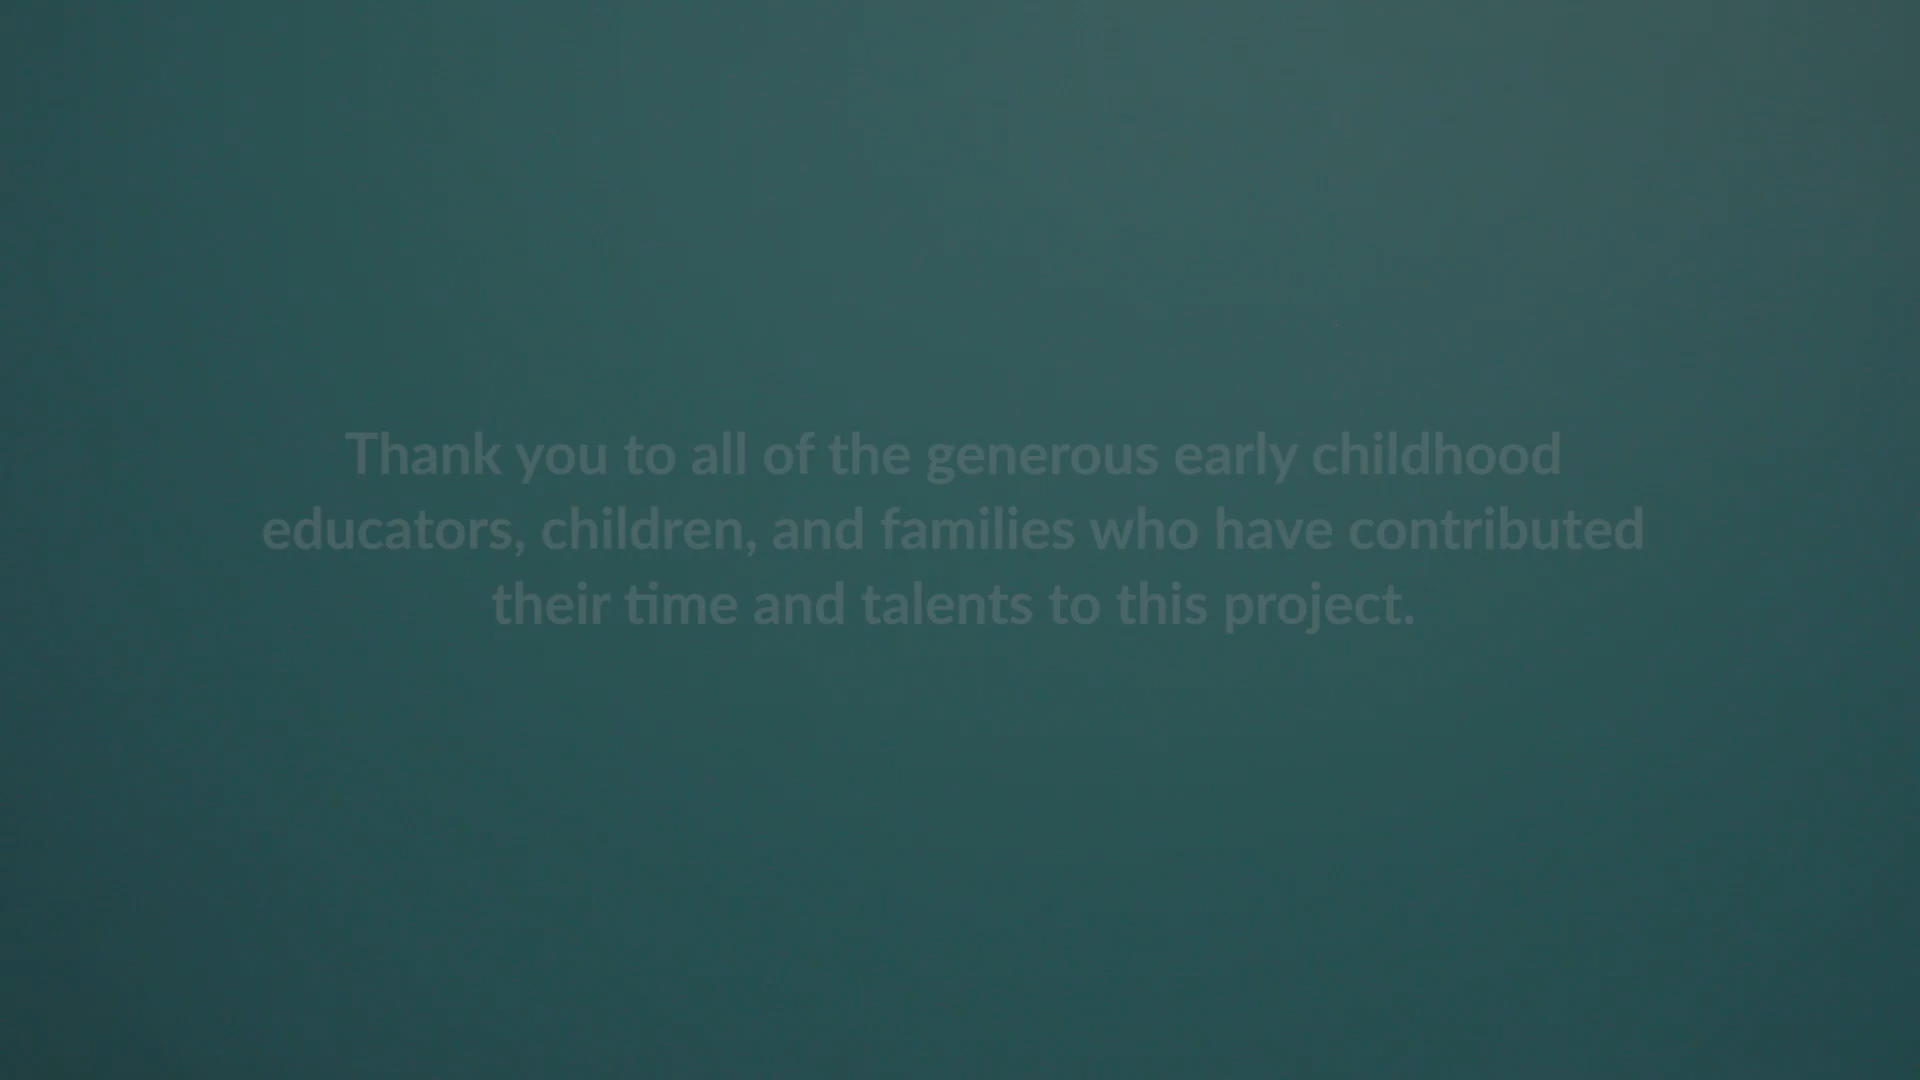 Thank you to all of the generous early childhood
educators, children, and families who have contributed
their time and talents to this project.